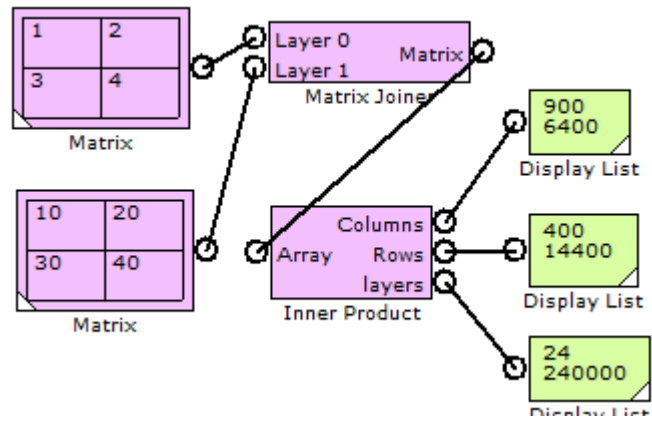 1 2
3 4
Matrix
Layer 0
Matrix
Layer 1
Matrix Joiner
10 20
30 40
Matrix
Columns
Array Rows
layers
Inner Product
900
6400
Display List
400
14400
Display List
24
240000
Display List